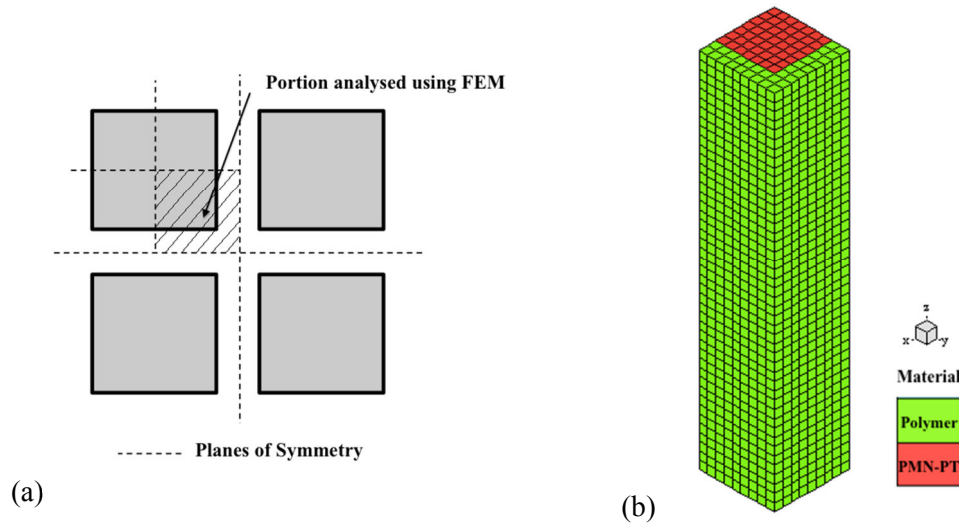 Portion analysed using FEM
Planes of Symmetry
(a)
z
x
y
Material
Polymer
PMN-PT
(b)